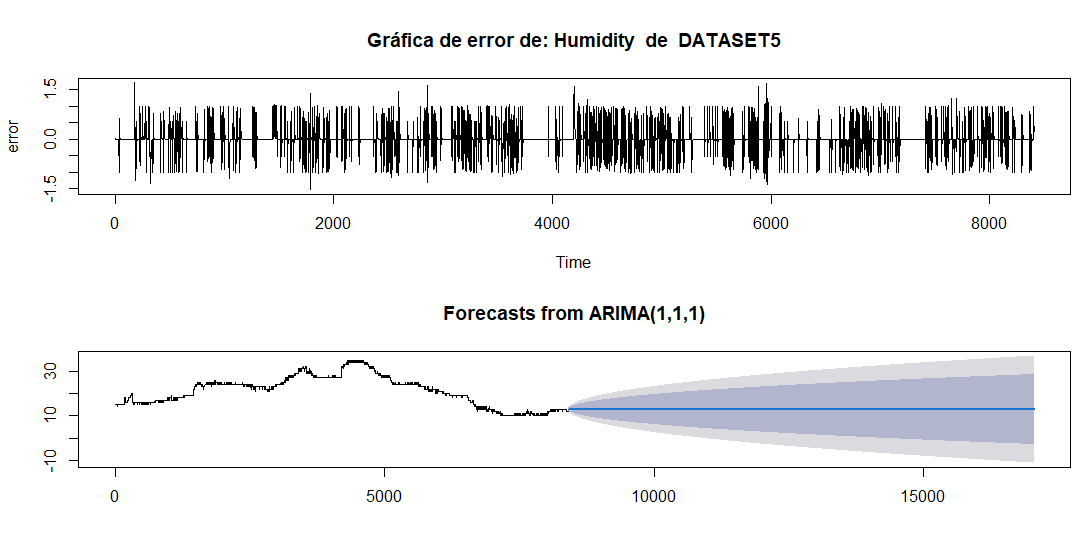 Gráfica de error de: Humidity de DATASET5
error
1.5
0.0
-1.5
0 2000 4000 6000 8000
Time
Forecasts from ARIMA(1,1,1)
30
10
-10
0 5000 10000 15000